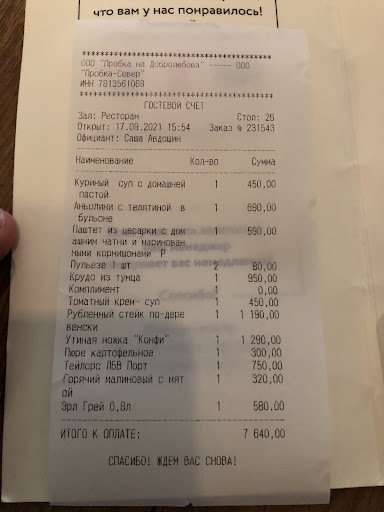 что вам у нас понравилось!
****************************************
ООО "Пробка на Добролюбова" ----- ООО
"Пробка-Север"
ИНН 7813561069
****************************************
ГОСТЕВОЙ СЧЕТ
Зал: Ресторан Стол: 26
Открыт: 17.09.2021 15:54 Заказ № 231543
Официант: Саша Авдошин
Наименование Кол-во Сумма
Куриный суп с домашней 1 450,00
пастой
Аньолини с телятиной в 1 690,00
бульоне
Паштет из цесарки с дом 1 590,00
ашним чатни и маринован
ными корнишонами Р
Пульезе 1 шт 2 80,00
Крудо из тунца 1 950,00
Комплимент 1 0,00
Томатный крем- суп 1 450,00
Рубленный стейк по-дере 1 1 190,00
венски
Утиная ножка "Конфи" 1 1 290,00
Пюре картофельное 1 300,00
Тейлорс ЛБВ Порт 1 750,00
Горячий малиновый с мят 1 320,00
ой
Эрл Грей 0,8л 1 580,00
ИТОГО К ОПЛАТЕ: 7 640,00
СПАСИБО! ЖДЕМ ВАС СНОВА!